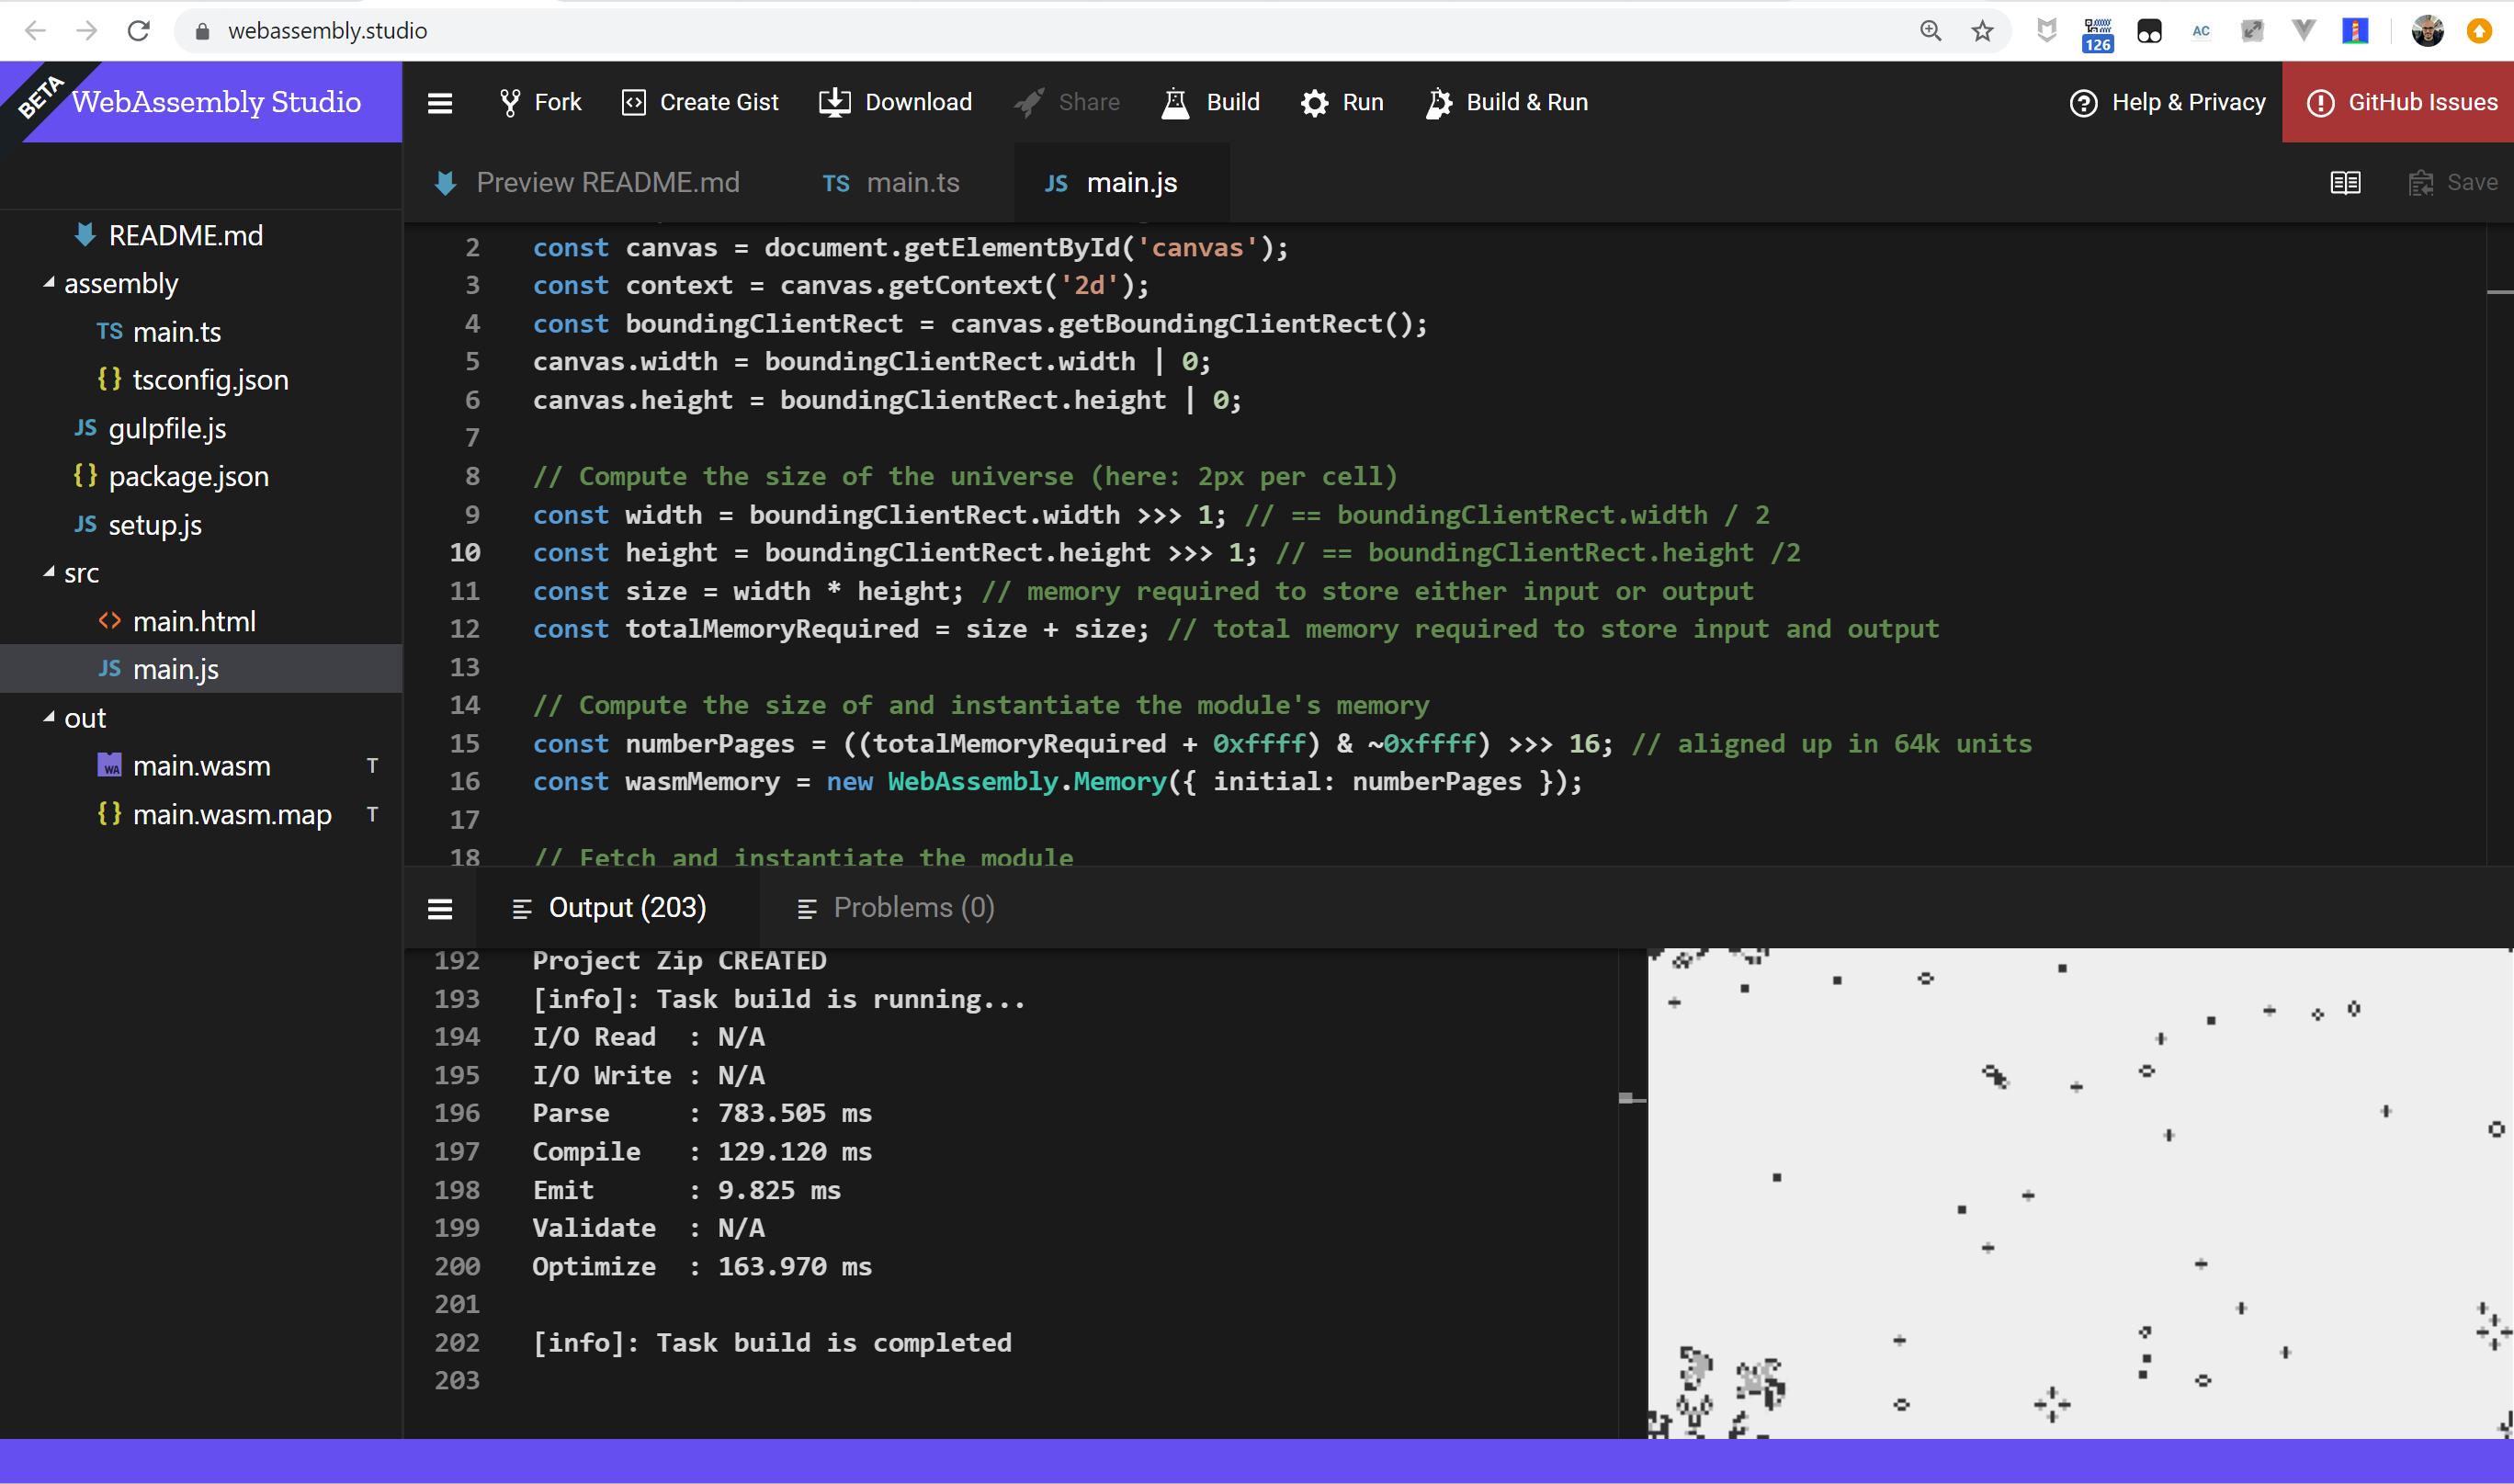 webassembly.studio
AC
126
BETA
WebAssembly Studio
Fork
Create Gist
Download
Share
Build
Run
Build & Run
Help & Privacy
GitHub Issues
Preview README.md
TS main.ts
JS main.js
Save
README.md
assembly
TS main.ts
{} tsconfig.json
JS gulpfile.js
{} package.json
JS setup.js
src
<> main.html
JS main.js
out
WA main.wasm T
{} main.wasm.map T
2 const canvas = document.getElementById('canvas');
3 const context = canvas.getContext('2d');
4 const boundingClientRect = canvas.getBoundingClientRect();
5 canvas.width = boundingClientRect.width | 0;
6 canvas.height = boundingClientRect.height | 0;
7
8 // Compute the size of the universe (here: 2px per cell)
9 const width = boundingClientRect.width >>> 1; // == boundingClientRect.width / 2
10 const height = boundingClientRect.height >>> 1; // == boundingClientRect.height /2
11 const size = width * height; // memory required to store either input or output
12 const totalMemoryRequired = size + size; // total memory required to store input and output
13
14 // Compute the size of and instantiate the module's memory
15 const numberPages = ((totalMemoryRequired + 0xffff) & ~0xffff) >>> 16; // aligned up in 64k units
16 const wasmMemory = new WebAssembly.Memory({ initial: numberPages });
17
18 // Fetch and instantiate the module
Output (203)
Problems (0)
192 Project Zip CREATED
193 [info]: Task build is running...
194 I/O Read : N/A
195 I/O Write : N/A
196 Parse : 783.505 ms
197 Compile : 129.120 ms
198 Emit : 9.825 ms
199 Validate : N/A
200 Optimize : 163.970 ms
201
202 [info]: Task build is completed
203